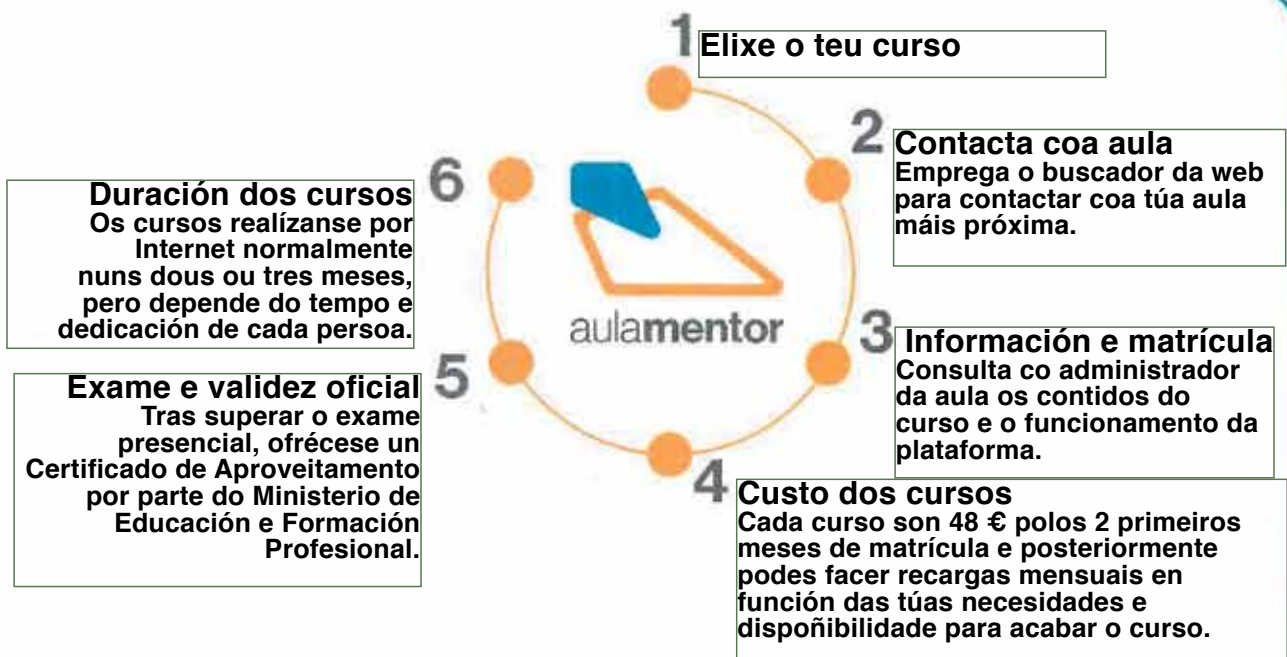 1
Elixe o teu curso
2
Contacta coa aula
Emprega o buscador da web
para contactar coa túa aula
máis próxima.
3
Información e matrícula
Consulta co administrador
da aula os contidos do
curso e o funcionamento da
plataforma.
4
Custo dos cursos
Cada curso son 48 € polos 2 primeiros
meses de matrícula e posteriormente
podes facer recargas mensuais en
función das túas necesidades e
dispoñibilidade para acabar o curso.
5
Exame e validez oficial
Tras superar o exame
presencial, ofrécese un
Certificado de Aproveitamento
por parte do Ministerio de
Educación e Formación
Profesional.
6
Duración dos cursos
Os cursos realízanse por
Internet normalmente
nuns dous ou tres meses,
pero depende do tempo e
dedicación de cada persoa.
aulamentor